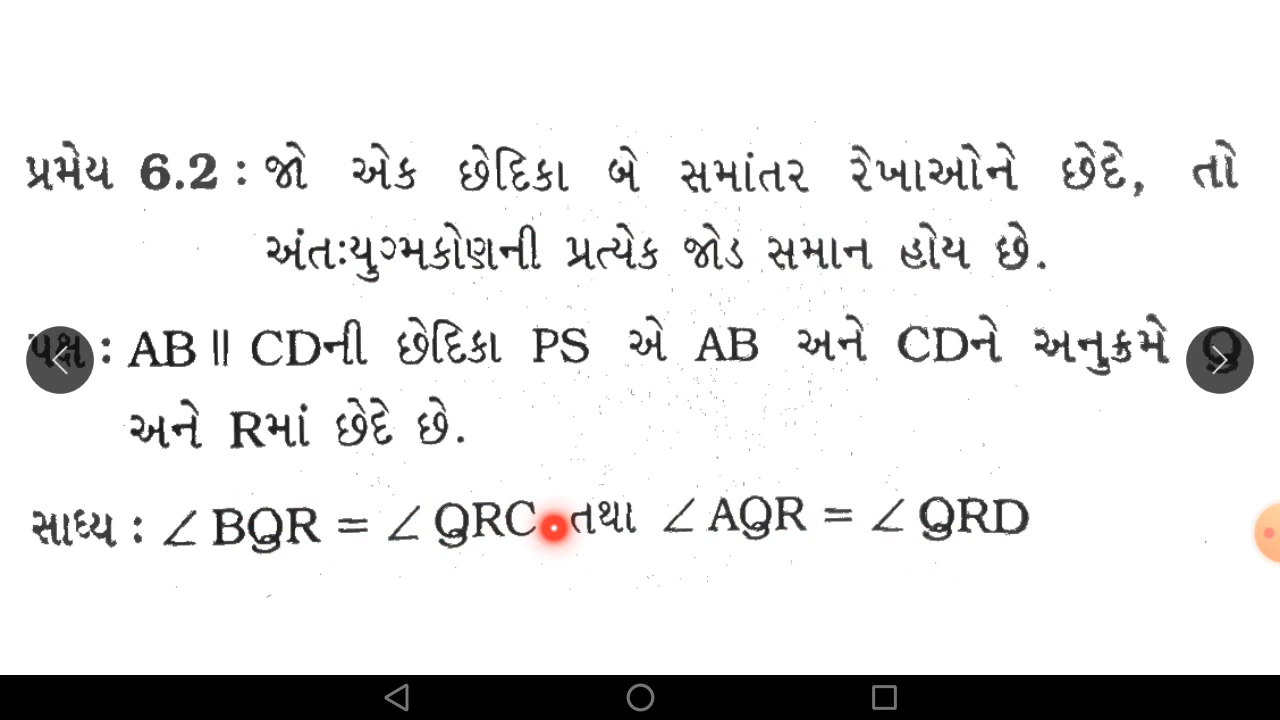 પ્રમેય 6.2 : જો એક છેદિકા બે સમાંતર રેખાઓને છેદે, તો
અંતઃયુગ્મકોણની પ્રત્યેક જોડ સમાન હોય છે.
પક્ષ : AB || CDની છેદિકા PS એ AB અને CDને અનુક્રમે Q
અને Rમાં છેદે છે.
સાધ્ય : ∠ BQR = ∠ QRC તથા ∠ AQR = ∠ QRD